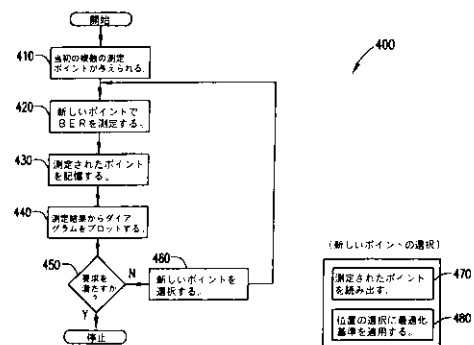 開始
400
410
当初の複数の測定
ポイントが与えられる.
420
新しいポイントで
BERを測定する。
430
測定されたポイント
を記憶する。
440
測定結果からダイア
グラムをプロットする。
450
要求を
満たすか
?
N
Y
460
新しいポイントを
選択する。
停止
(新しいポイントの選択)
470
測定されたポイント
を読み出す.
480
位置の選択に最適化
基準を適用する。